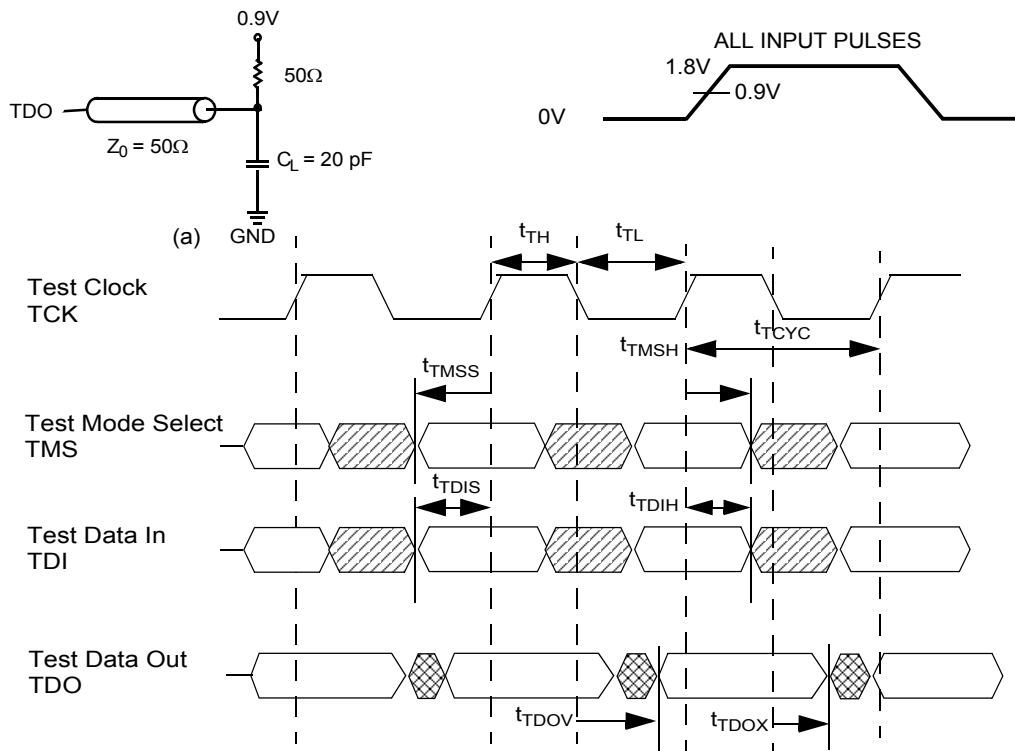 0.9V
50Ω
TDO
Z0 = 50Ω
CL = 20 pF
(a)
GND
ALL INPUT PULSES
1.8V
0.9V
0V
tTH
tTL
Test Clock
TCK
tTMSH
tTCYC
tTMSS
Test Mode Select
TMS
tTDIS
tTDIH
Test Data In
TDI
Test Data Out
TDO
tTDOV
tTDOX